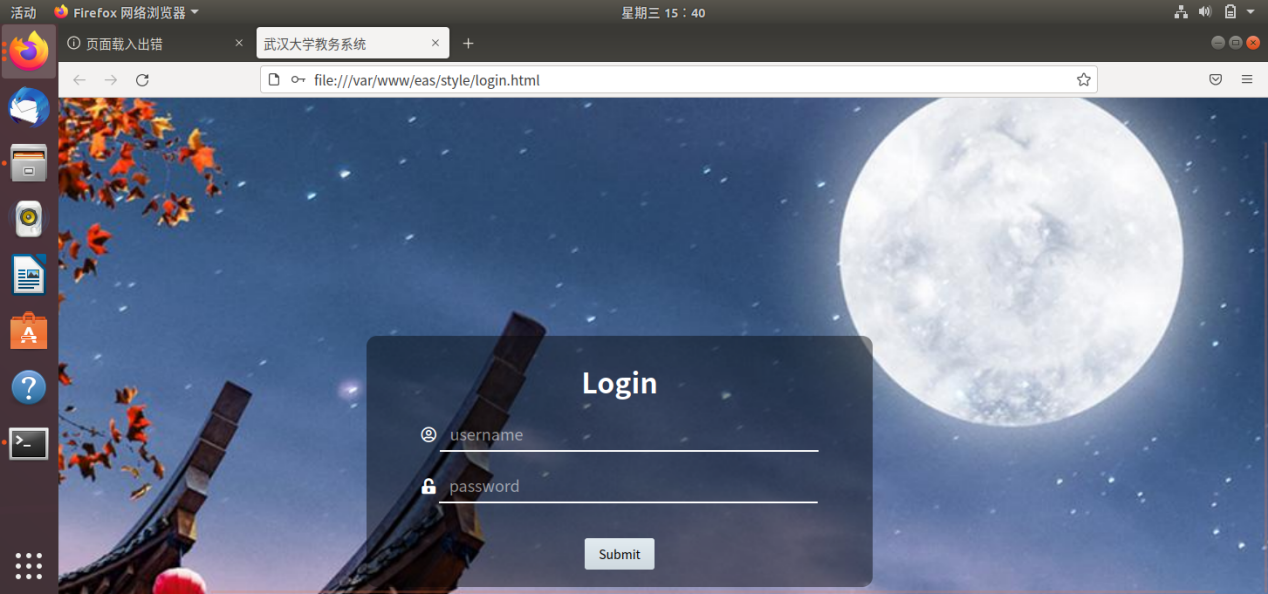 活动 Firefox 网络浏览器 星期三 15：40
页面载入出错 武汉大学教务系统
file:///var/www/eas/style/login.html
Login
username
password
Submit